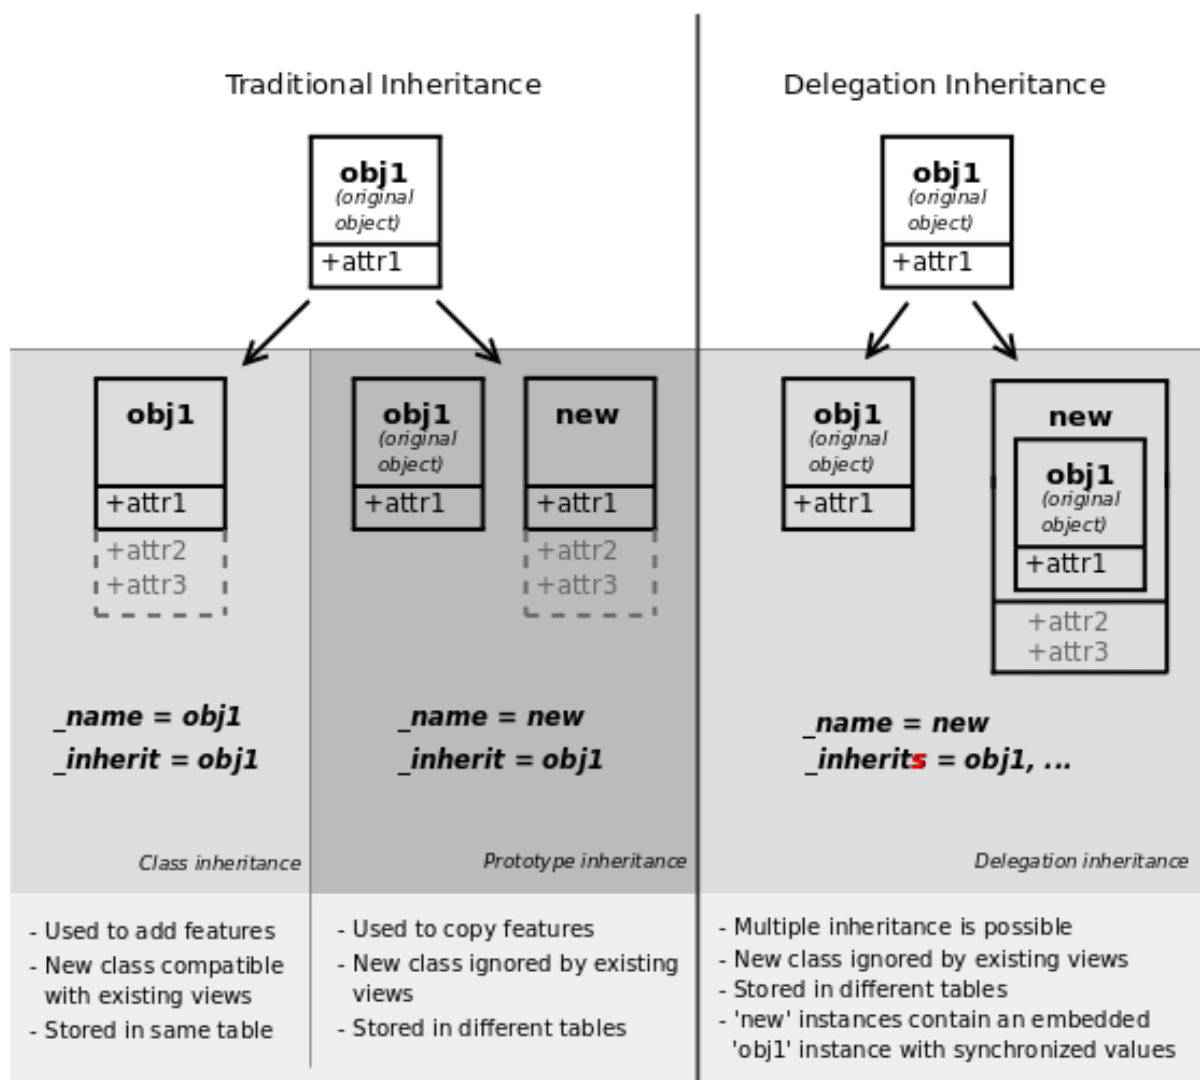 Traditional Inheritance
obj1
(original
object)
+attr1
obj1
+attr1
+attr2
+attr3
_name = obj1
_inherit = obj1
Class inheritance
- Used to add features
- New class compatible
with existing views
- Stored in same table
obj1
(original
object)
+attr1
new
+attr1
+attr2
+attr3
_name = new
_inherit = obj1
Prototype inheritance
- Used to copy features
- New class ignored by existing
views
- Stored in different tables
Delegation Inheritance
obj1
(original
object)
+attr1
obj1
(original
object)
+attr1
new
obj1
(original
object)
+attr1
+attr2
+attr3
_name = new
_inherits = obj1, ...
Delegation inheritance
- Multiple inheritance is possible
- New class ignored by existing views
- Stored in different tables
- 'new' instances contain an embedded
'obj1' instance with synchronized values